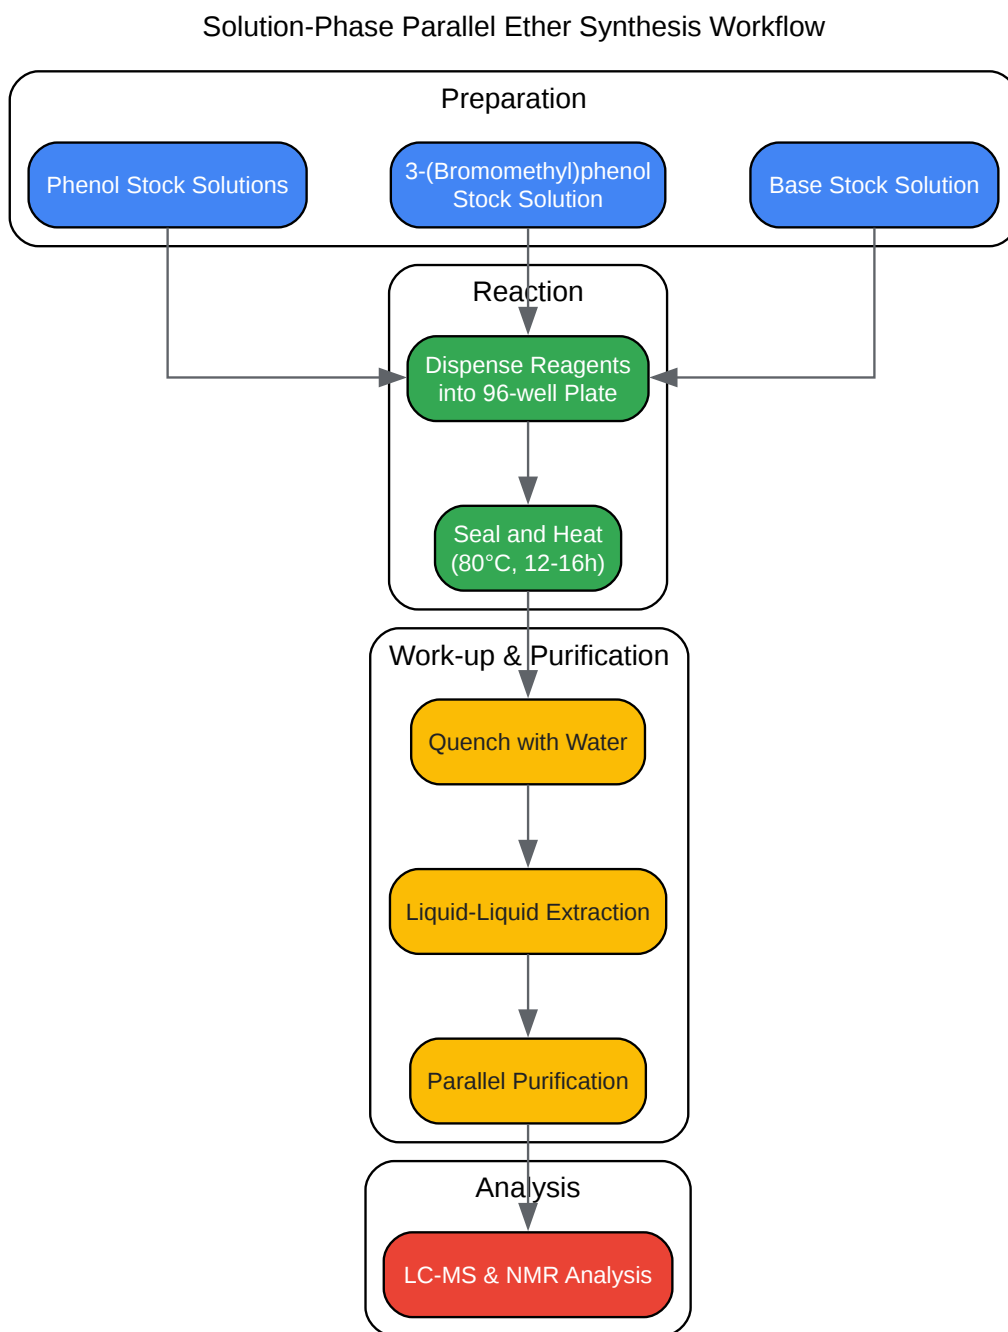 Solution-Phase Parallel Ether Synthesis Workflow
Preparation
Phenol Stock Solutions
3-(Bromomethyl)phenol
Stock Solution
Base Stock Solution
Reaction
Dispense Reagents
into 96-well Plate
Seal and Heat
(80°C, 12-16h)
Work-up & Purification
Quench with Water
Liquid-Liquid Extraction
Parallel Purification
Analysis
LC-MS & NMR Analysis